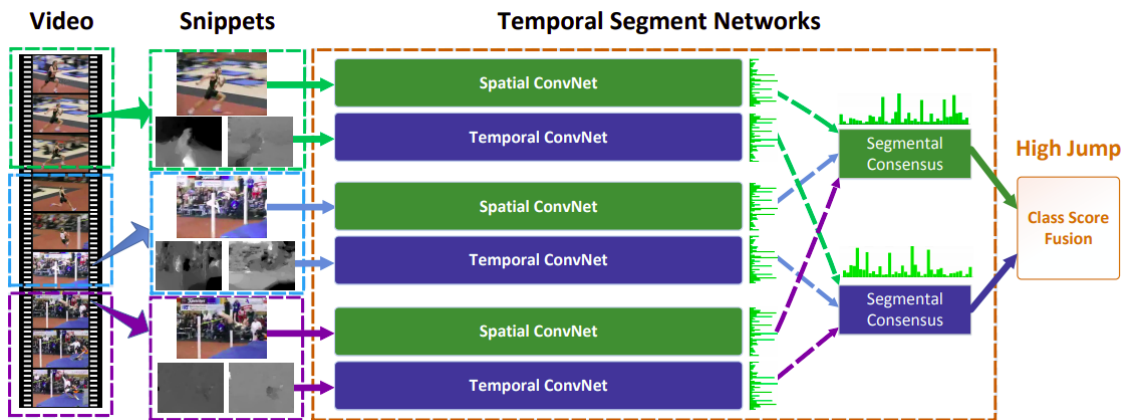 Video
Snippets
Temporal Segment Networks
Spatial ConvNet
Temporal ConvNet
Spatial ConvNet
Temporal ConvNet
Spatial ConvNet
Temporal ConvNet
Segmental
Consensus
Segmental
Consensus
High Jump
Class Score
Fusion